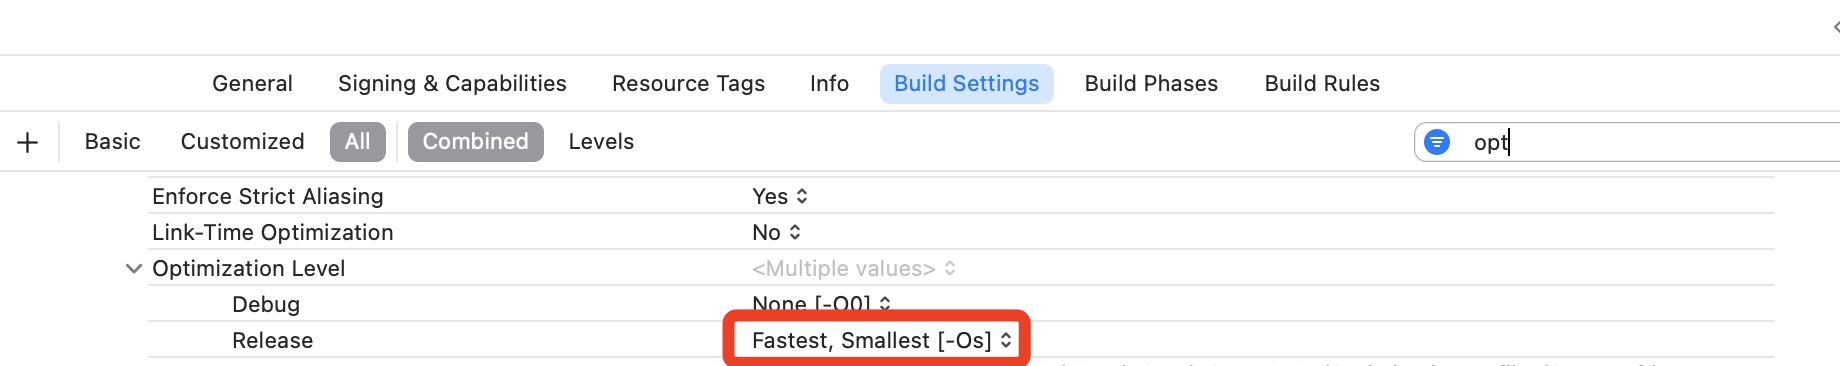 General Signing & Capabilities Resource Tags Info Build Settings Build Phases Build Rules
Basic Customized All Combined Levels opt
Enforce Strict Aliasing Yes
Link-Time Optimization No
Optimization Level <Multiple values>
Debug None [-O0]
Release Fastest, Smallest [-Os]